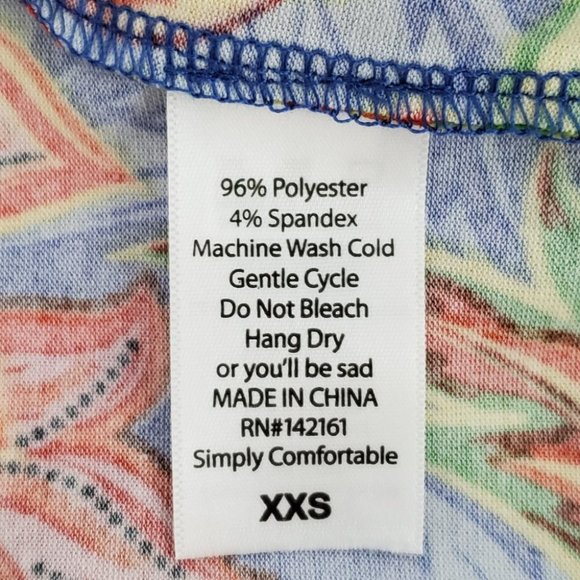 96% Polyester
4% Spandex
Machine Wash Cold
Gentle Cycle
Do Not Bleach
Hang Dry
or you'll be sad
MADE IN CHINA
RN#142161
Simply Comfortable
XXS